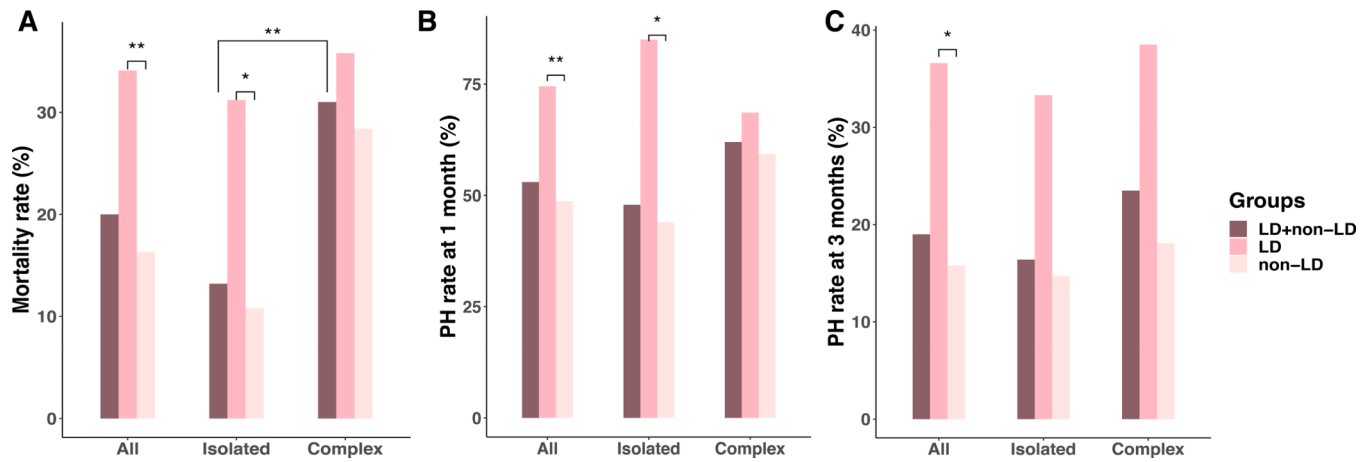 A
Mortality rate (%)
30
20
10
0
**
**
*
All Isolated Complex
B
PH rate at 1 month (%)
75
50
25
0
**
*
All Isolated Complex
C
PH rate at 3 months (%)
40
30
20
10
0
*
All Isolated Complex
Groups
LD+non−LD
LD
non−LD